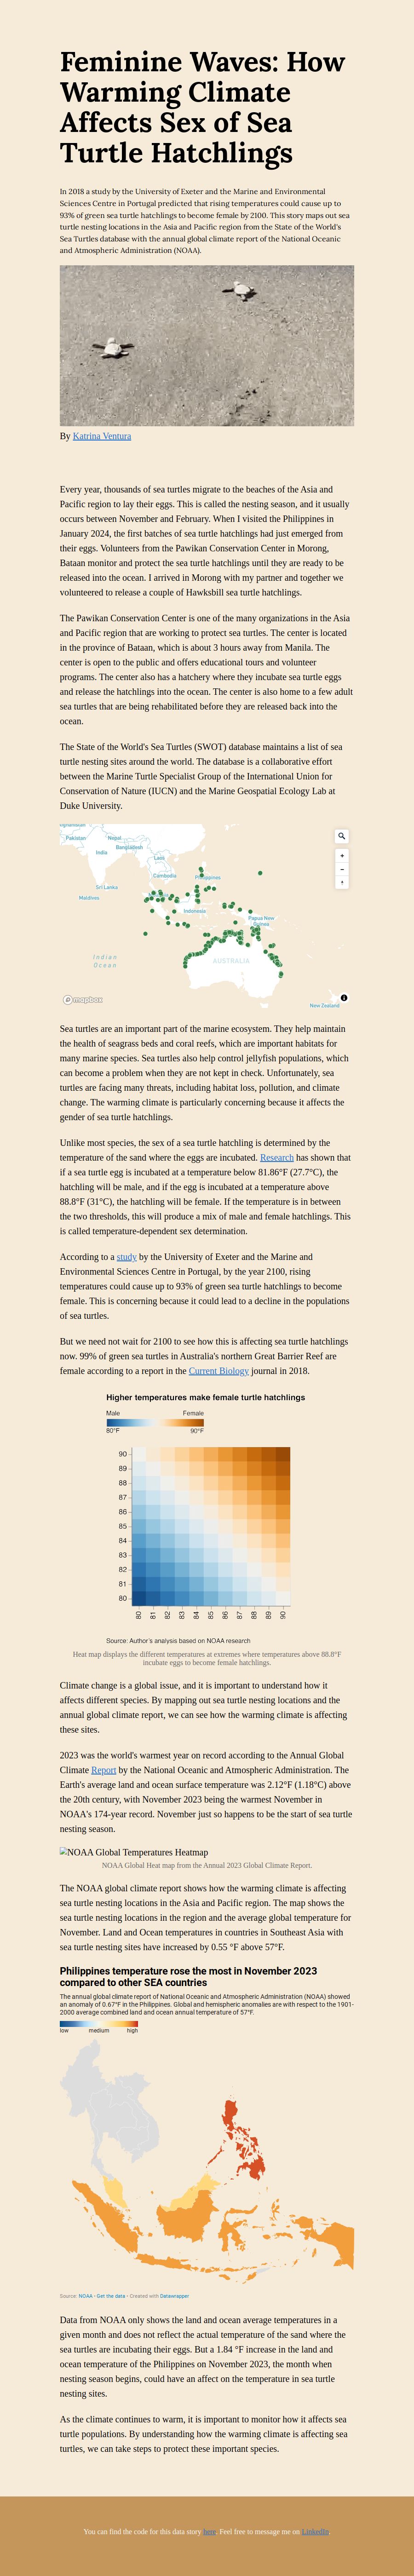 Feminine Waves: How
Warming Climate
Affects Sex of Sea
Turtle Hatchlings
In 2018 a study by the University of Exeter and the Marine and Environmental
Sciences Centre in Portugal predicted that rising temperatures could cause up to
93% of green sea turtle hatchlings to become female by 2100. This story maps out sea
turtle nesting locations in the Asia and Pacific region from the State of the World's
Sea Turtles database with the annual global climate report of the National Oceanic
and Atmospheric Administration (NOAA).
By Katrina Ventura
Every year, thousands of sea turtles migrate to the beaches of the Asia and
Pacific region to lay their eggs. This is called the nesting season, and it usually
occurs between November and February. When I visited the Philippines in
January 2024, the first batches of sea turtle hatchlings had just emerged from
their eggs. Volunteers from the Pawikan Conservation Center in Morong,
Bataan monitor and protect the sea turtle hatchlings until they are ready to be
released into the ocean. I arrived in Morong with my partner and together we
volunteered to release a couple of Hawksbill sea turtle hatchlings.
The Pawikan Conservation Center is one of the many organizations in the Asia
and Pacific region that are working to protect sea turtles. The center is located
in the province of Bataan, which is about 3 hours away from Manila. The
center is open to the public and offers educational tours and volunteer
programs. The center also has a hatchery where they incubate sea turtle eggs
and release the hatchlings into the ocean. The center is also home to a few adult
sea turtles that are being rehabilitated before they are released back into the
ocean.
The State of the World's Sea Turtles (SWOT) database maintains a list of sea
turtle nesting sites around the world. The database is a collaborative effort
between the Marine Turtle Specialist Group of the International Union for
Conservation of Nature (IUCN) and the Marine Geospatial Ecology Lab at
Duke University.
Pakistan
Nepal
Bangladesh
India
Laos
Cambodia
Philippines
Sri Lanka
Maldives
Indonesia
Papua New
Guinea
Indian
Ocean
AUSTRALIA
mapbox
New Zealand
Sea turtles are an important part of the marine ecosystem. They help maintain
the health of seagrass beds and coral reefs, which are important habitats for
many marine species. Sea turtles also help control jellyfish populations, which
can become a problem when they are not kept in check. Unfortunately, sea
turtles are facing many threats, including habitat loss, pollution, and climate
change. The warming climate is particularly concerning because it affects the
gender of sea turtle hatchlings.
Unlike most species, the sex of a sea turtle hatchling is determined by the
temperature of the sand where the eggs are incubated. Research has shown that
if a sea turtle egg is incubated at a temperature below 81.86°F (27.7°C), the
hatchling will be male, and if the egg is incubated at a temperature above
88.8°F (31°C), the hatchling will be female. If the temperature is in between
the two thresholds, this will produce a mix of male and female hatchlings. This
is called temperature-dependent sex determination.
According to a study by the University of Exeter and the Marine and
Environmental Sciences Centre in Portugal, by the year 2100, rising
temperatures could cause up to 93% of green sea turtle hatchlings to become
female. This is concerning because it could lead to a decline in the populations
of sea turtles.
But we need not wait for 2100 to see how this is affecting sea turtle hatchlings
now. 99% of green sea turtles in Australia's northern Great Barrier Reef are
female according to a report in the Current Biology journal in 2018.
Higher temperatures make female turtle hatchlings
Male Female
80°F 90°F
90
89
88
87
86
85
84
83
82
81
80
80 81 82 83 84 85 86 87 88 89 90
Source: Author's analysis based on NOAA research
Heat map displays the different temperatures at extremes where temperatures above 88.8°F
incubate eggs to become female hatchlings.
Climate change is a global issue, and it is important to understand how it
affects different species. By mapping out sea turtle nesting locations and the
annual global climate report, we can see how the warming climate is affecting
these sites.
2023 was the world's warmest year on record according to the Annual Global
Climate Report by the National Oceanic and Atmospheric Administration. The
Earth's average land and ocean surface temperature was 2.12°F (1.18°C) above
the 20th century, with November 2023 being the warmest November in
NOAA's 174-year record. November just so happens to be the start of sea turtle
nesting season.
NOAA Global Temperatures Heatmap
NOAA Global Heat map from the Annual 2023 Global Climate Report.
The NOAA global climate report shows how the warming climate is affecting
sea turtle nesting locations in the Asia and Pacific region. The map shows the
sea turtle nesting locations in the region and the average global temperature for
November. Land and Ocean temperatures in countries in Southeast Asia with
sea turtle nesting sites have increased by 0.55 °F above 57°F.
Philippines temperature rose the most in November 2023
compared to other SEA countries
The annual global climate report of National Oceanic and Atmospheric Administration (NOAA) showed
an anomaly of 0.67°F in the Philippines. Global and hemispheric anomalies are with respect to the 1901-
2000 average combined land and ocean annual temperature of 57°F.
low medium high
Source: NOAA • Get the data • Created with Datawrapper
Data from NOAA only shows the land and ocean average temperatures in a
given month and does not reflect the actual temperature of the sand where the
sea turtles are incubating their eggs. But a 1.84 °F increase in the land and
ocean temperature of the Philippines on November 2023, the month when
nesting season begins, could have an affect on the temperature in sea turtle
nesting sites.
As the climate continues to warm, it is important to monitor how it affects sea
turtle populations. By understanding how the warming climate is affecting sea
turtles, we can take steps to protect these important species.
You can find the code for this data story here. Feel free to message me on LinkedIn.